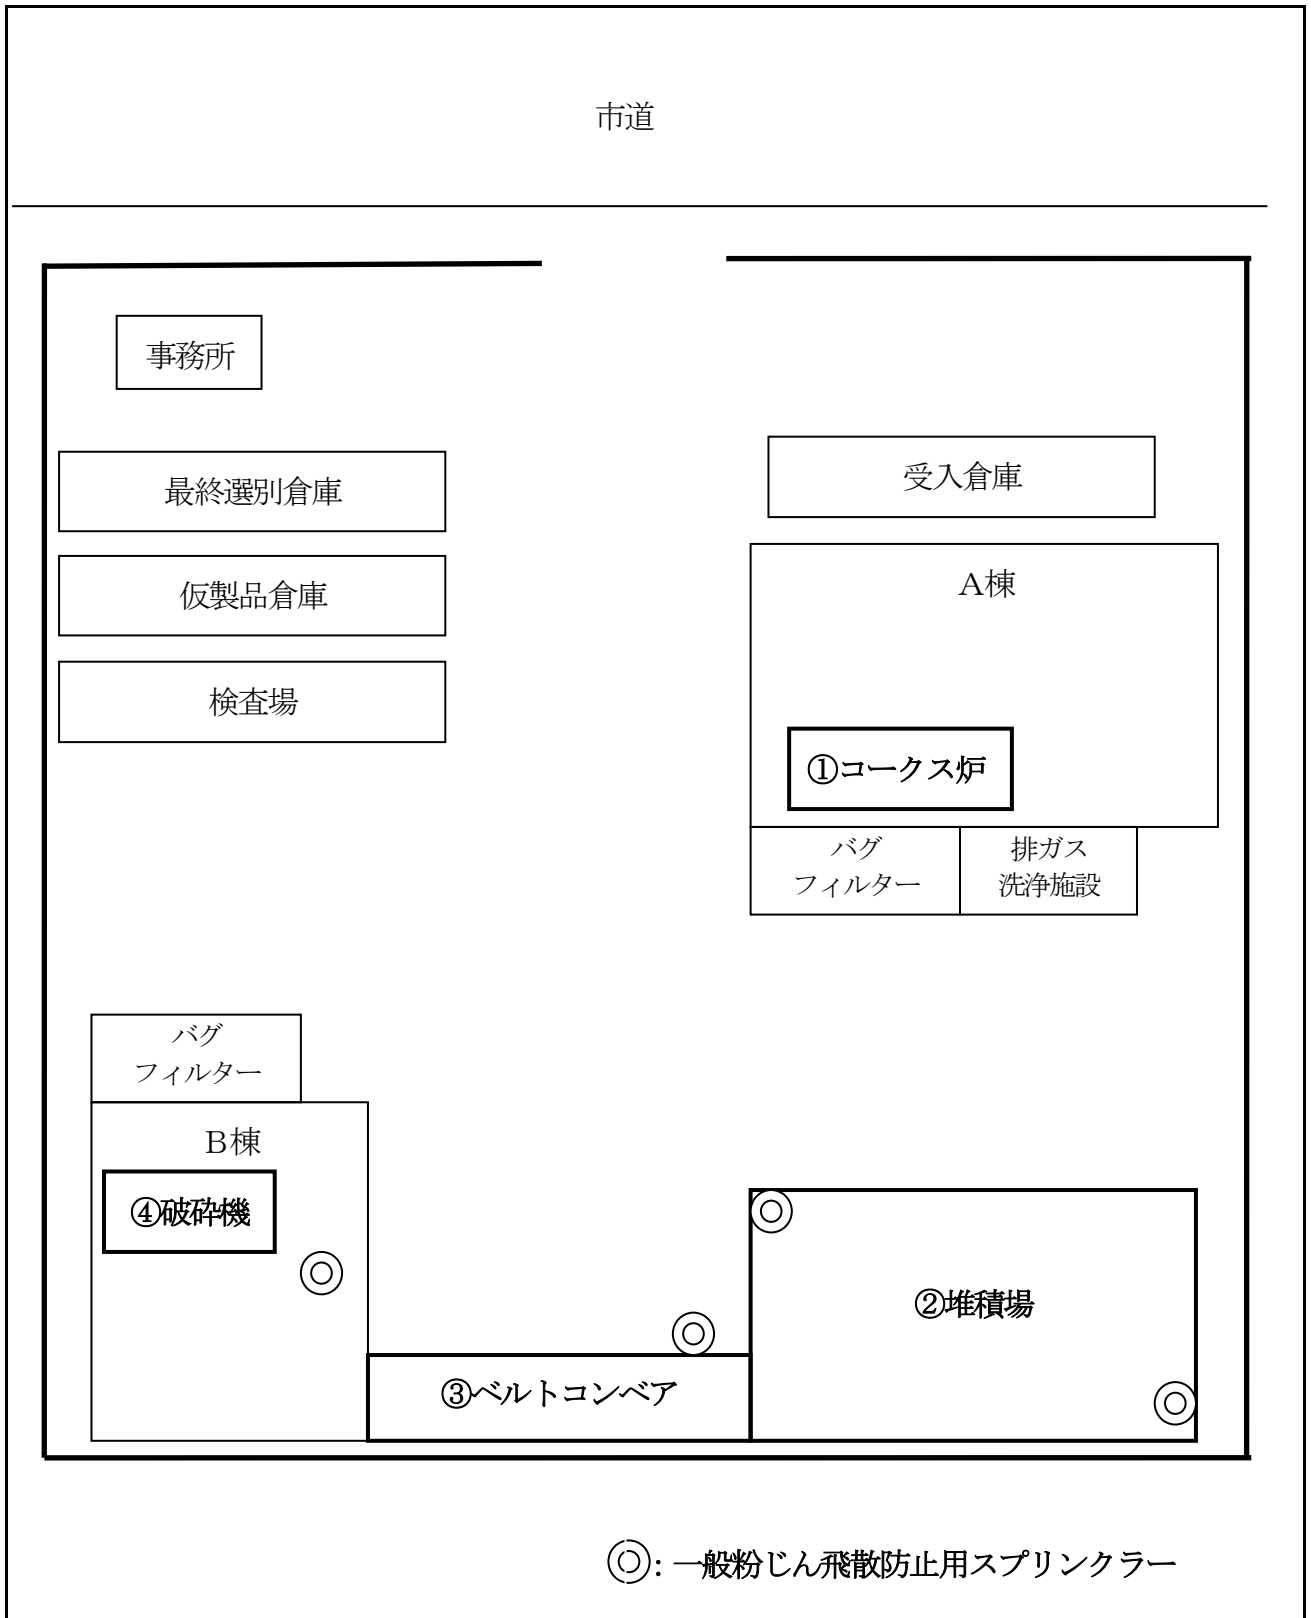 市道
事務所
最終選別倉庫
受入倉庫
仮製品倉庫
A棟
検査場
①コークス炉
バグ
フィルター
排ガス
洗浄施設
バグ
フィルター
B棟
④破砕機
②堆積場
③ベルトコンベア
◎：一般粉じん飛散防止用スプリンクラー